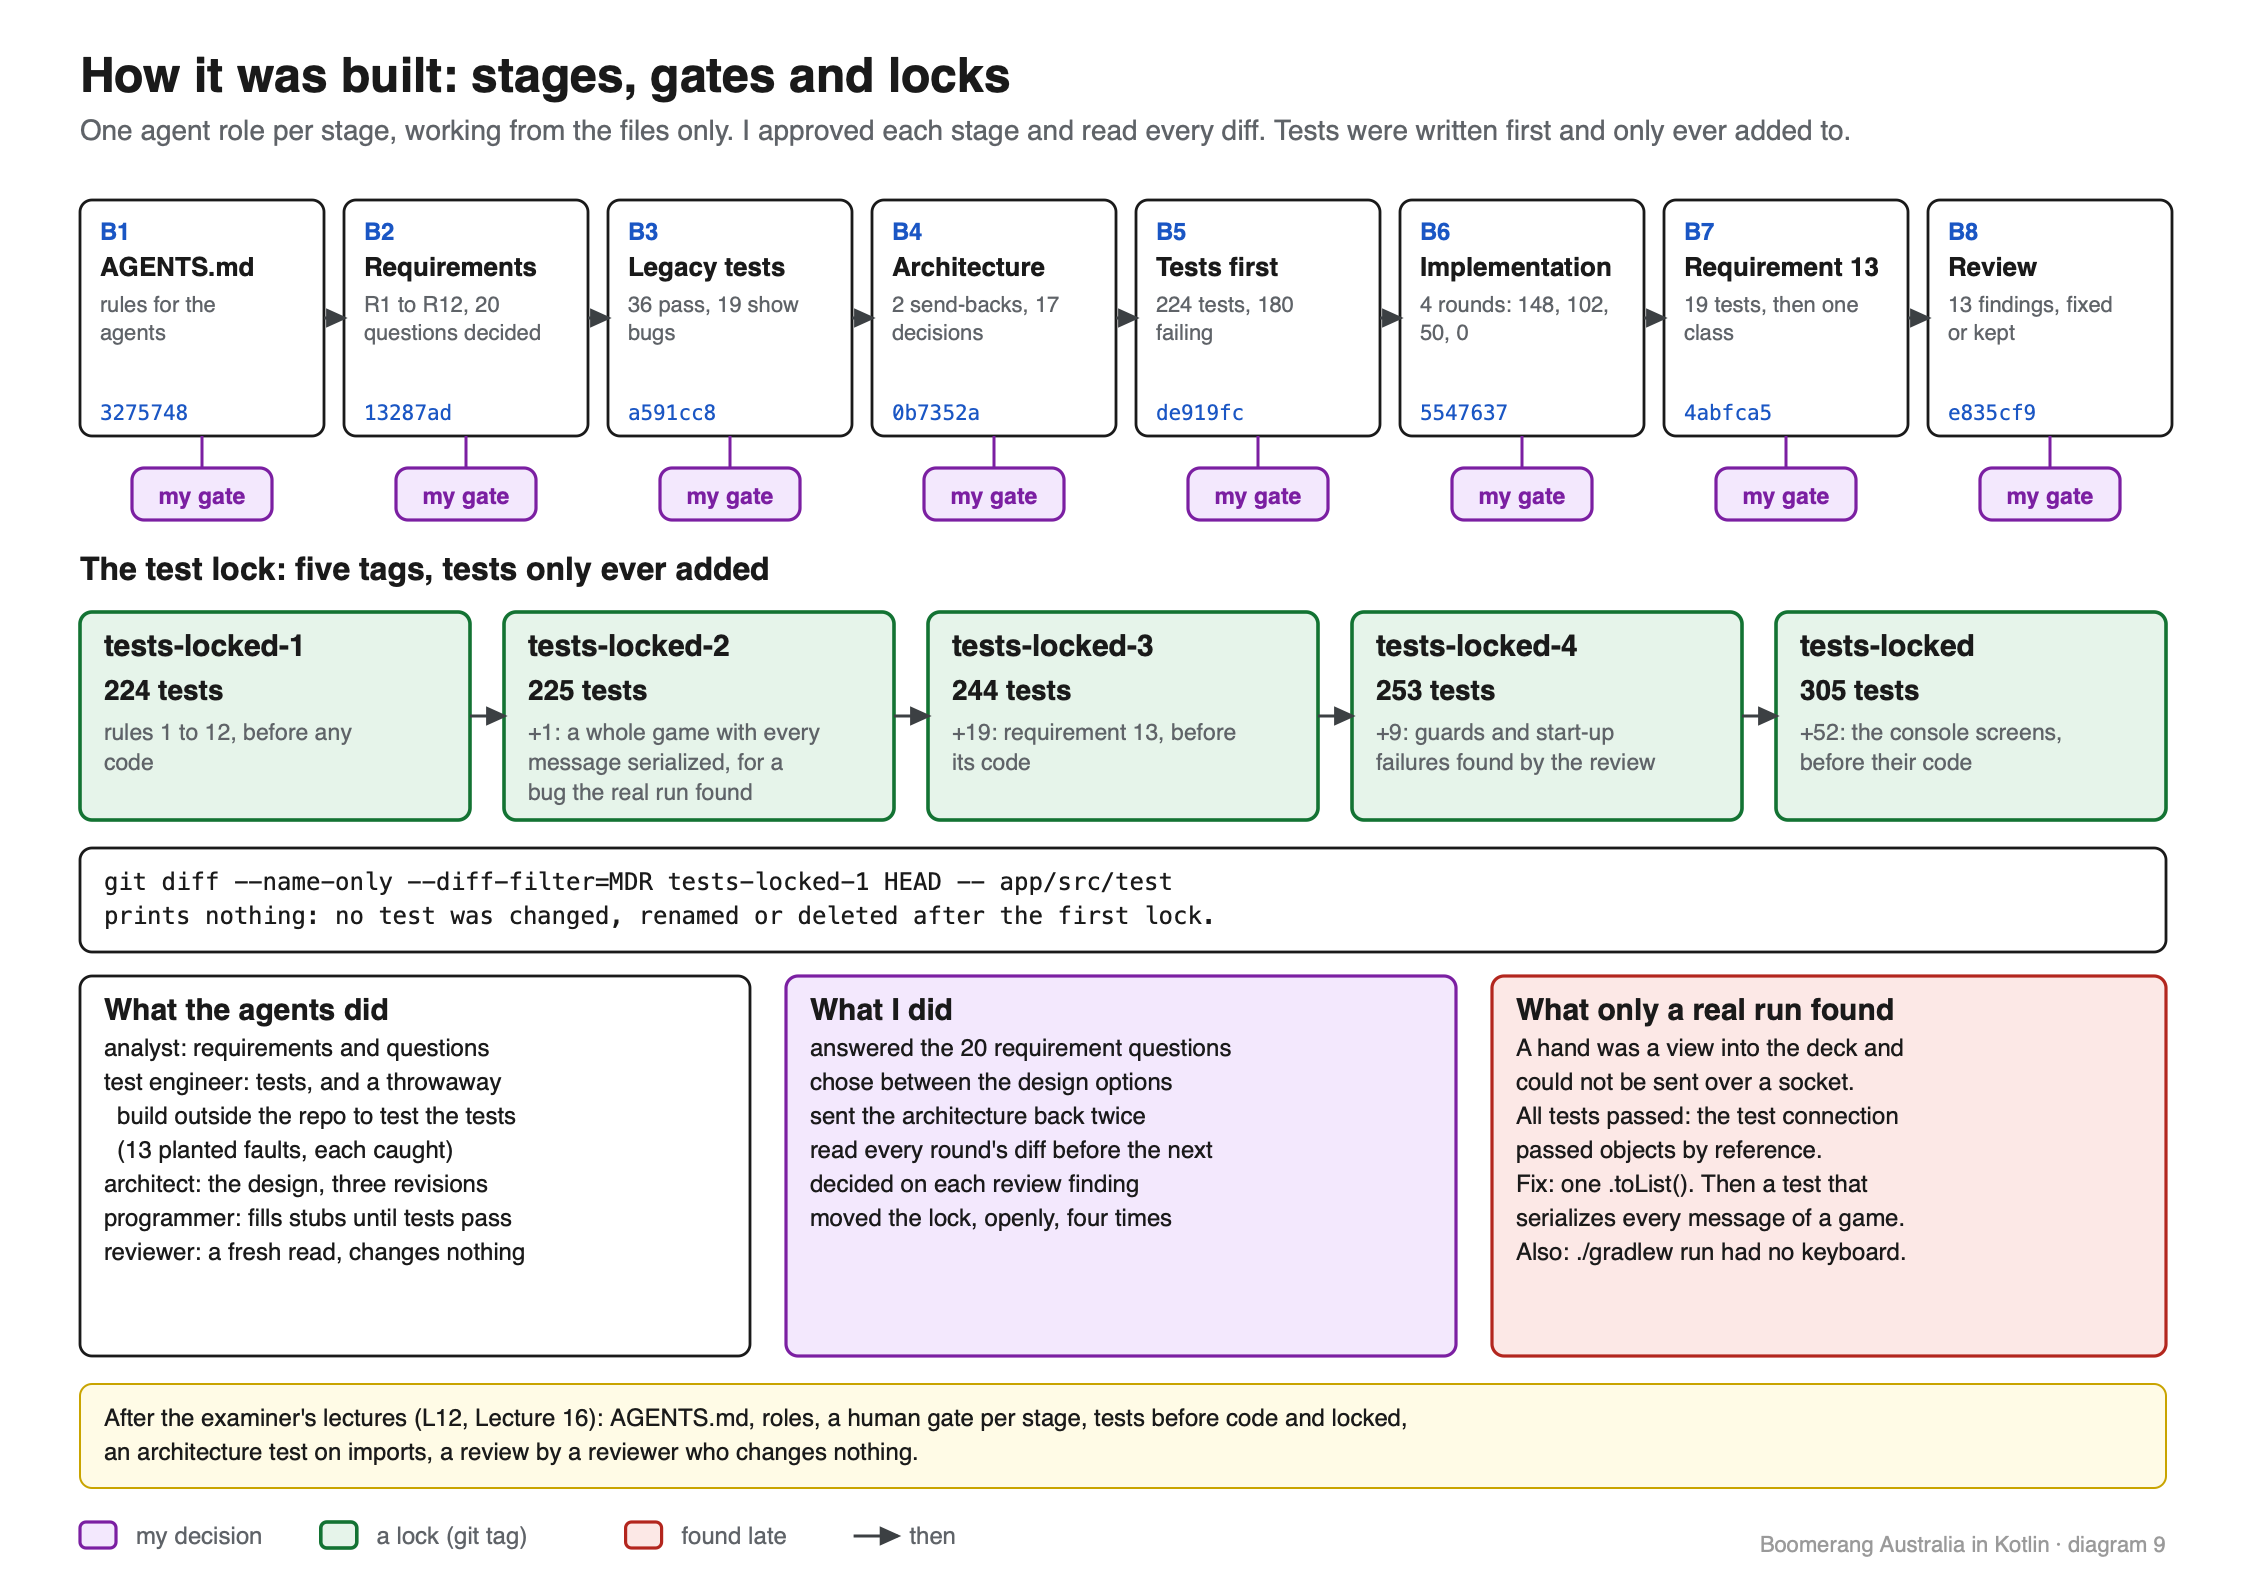 How it was built: stages, gates and locks
One agent role per stage, working from the files only. I approved each stage and read every diff. Tests were written first and only ever added to.
B1
AGENTS.md
rules for the
agents
3275748
my gate
B2
Requirements
R1 to R12, 20
questions decided
13287ad
my gate
B3
Legacy tests
36 pass, 19 show
bugs
a591cc8
my gate
B4
Architecture
2 send-backs, 17
decisions
0b7352a
my gate
B5
Tests first
224 tests, 180
failing
de919fc
my gate
B6
Implementation
4 rounds: 148, 102,
50, 0
5547637
my gate
B7
Requirement 13
19 tests, then one
class
4abfca5
my gate
B8
Review
13 findings, fixed
or kept
e835cf9
my gate
The test lock: five tags, tests only ever added
tests-locked-1
224 tests
rules 1 to 12, before any
code
tests-locked-2
225 tests
+1: a whole game with every
message serialized, for a
bug the real run found
tests-locked-3
244 tests
+19: requirement 13, before
its code
tests-locked-4
253 tests
+9: guards and start-up
failures found by the review
tests-locked
305 tests
+52: the console screens,
before their code
git diff --name-only --diff-filter=MDR tests-locked-1 HEAD -- app/src/test
prints nothing: no test was changed, renamed or deleted after the first lock.
What the agents did
analyst: requirements and questions
test engineer: tests, and a throwaway
build outside the repo to test the tests
(13 planted faults, each caught)
architect: the design, three revisions
programmer: fills stubs until tests pass
reviewer: a fresh read, changes nothing
What I did
answered the 20 requirement questions
chose between the design options
sent the architecture back twice
read every round's diff before the next
decided on each review finding
moved the lock, openly, four times
What only a real run found
A hand was a view into the deck and
could not be sent over a socket.
All tests passed: the test connection
passed objects by reference.
Fix: one .toList(). Then a test that
serializes every message of a game.
Also: ./gradlew run had no keyboard.
After the examiner's lectures (L12, Lecture 16): AGENTS.md, roles, a human gate per stage, tests before code and locked,
an architecture test on imports, a review by a reviewer who changes nothing.
my decision
a lock (git tag)
found late
then
Boomerang Australia in Kotlin · diagram 9